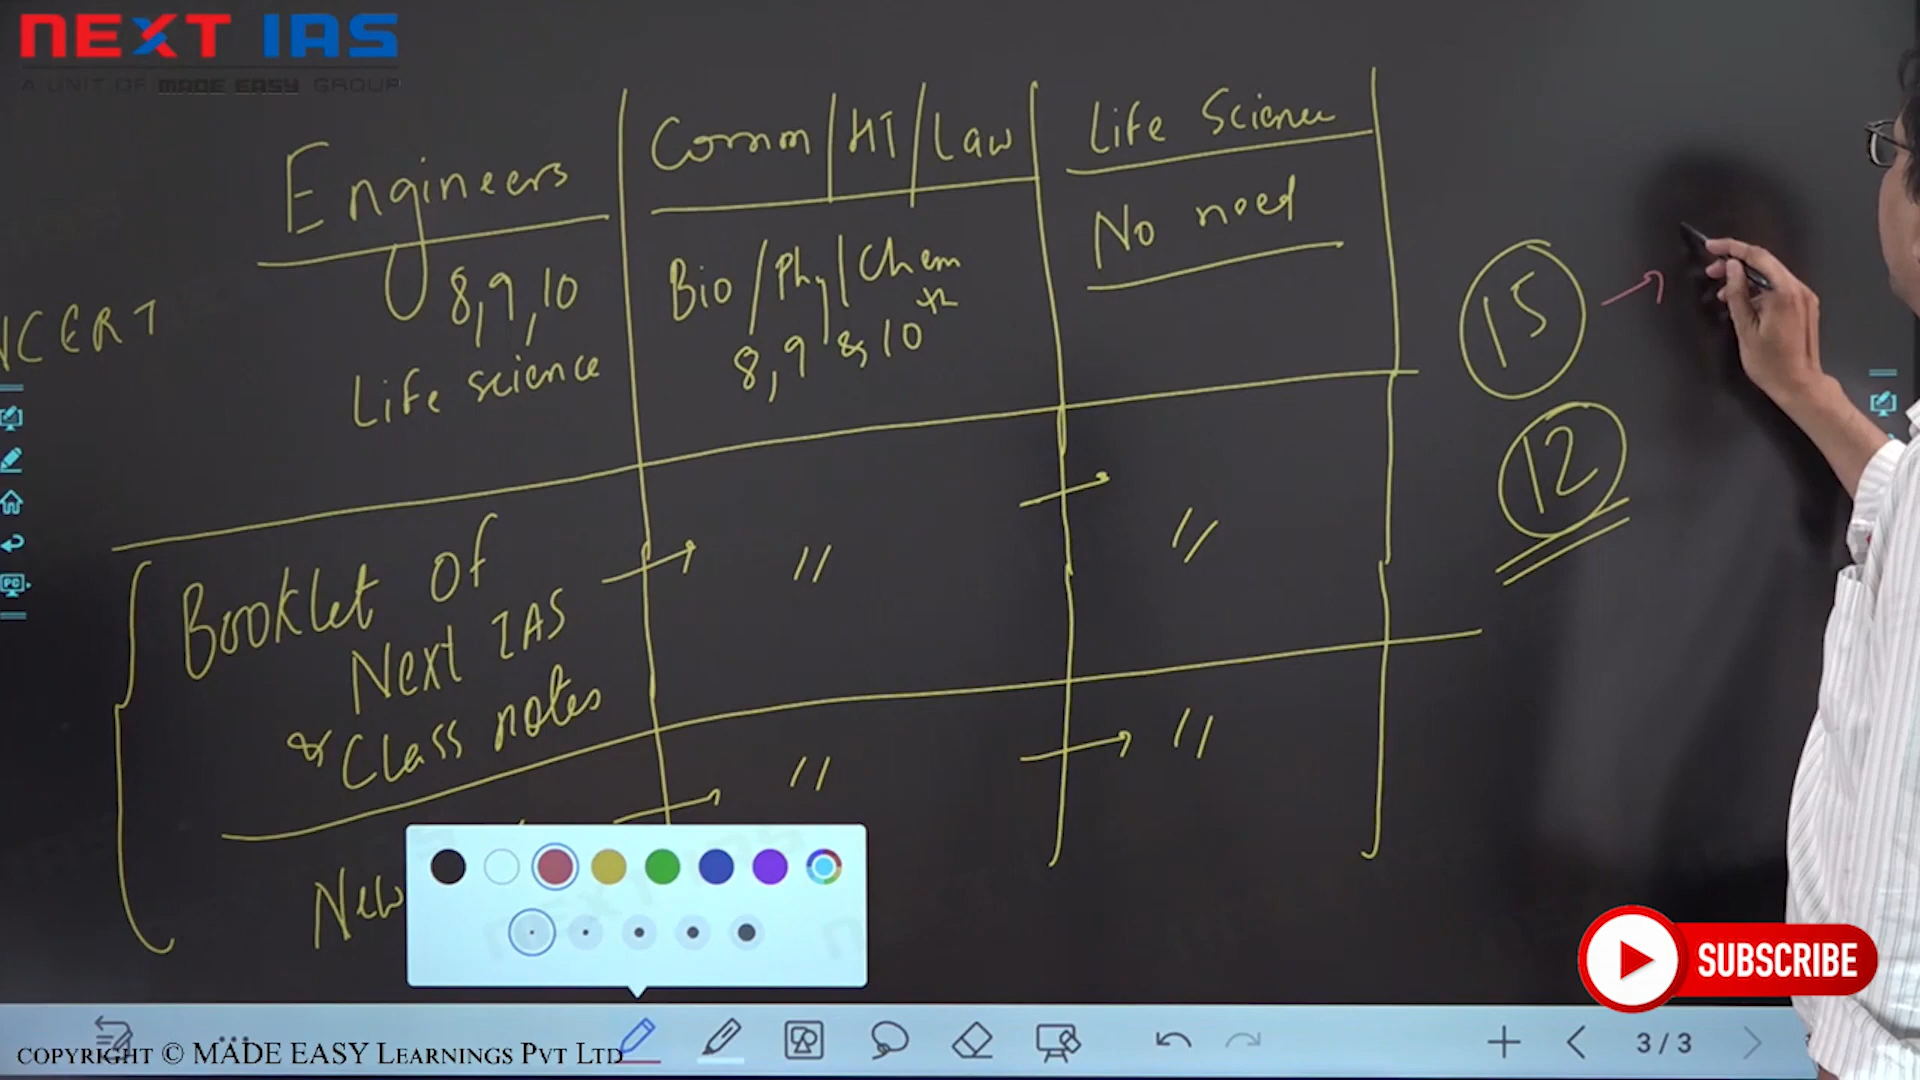 NEXT IAS
A UNIT OF MADE EASY GROUP
Engineers
Comm/HI/Law
Life Science
NCERT
8,9,10
Life science
Bio/Phy/Chem
8,9 & 10th
No need
15
12
Booklet of
Next IAS
& Class notes
"
"
New
"
"
SUBSCRIBE
PC
3/3
COPYRIGHT © MADE EASY LEARNINGS PVT LTD